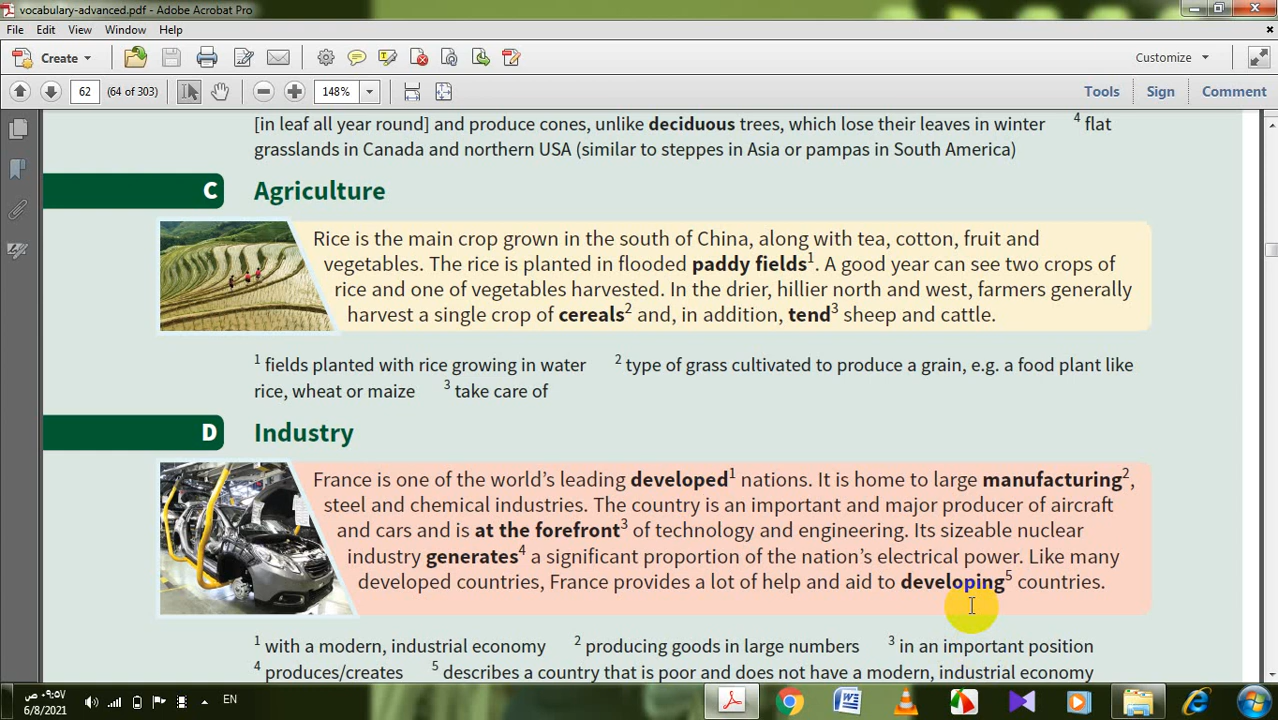 vocabulary-advanced.pdf - Adobe Acrobat Pro
File Edit View Window Help
Create Customize
62 (64 of 303) 148% Tools Sign Comment
[in leaf all year round] and produce cones, unlike deciduous trees, which lose their leaves in winter 4 flat
grasslands in Canada and northern USA (similar to steppes in Asia or pampas in South America)
C Agriculture
Rice is the main crop grown in the south of China, along with tea, cotton, fruit and
vegetables. The rice is planted in flooded paddy fields1. A good year can see two crops of
rice and one of vegetables harvested. In the drier, hillier north and west, farmers generally
harvest a single crop of cereals2 and, in addition, tend3 sheep and cattle.
1 fields planted with rice growing in water 2 type of grass cultivated to produce a grain, e.g. a food plant like
rice, wheat or maize 3 take care of
D Industry
France is one of the world's leading developed1 nations. It is home to large manufacturing2,
steel and chemical industries. The country is an important and major producer of aircraft
and cars and is at the forefront3 of technology and engineering. Its sizeable nuclear
industry generates4 a significant proportion of the nation's electrical power. Like many
developed countries, France provides a lot of help and aid to developing5 countries.
1 with a modern, industrial economy 2 producing goods in large numbers 3 in an important position
4 produces/creates 5 describes a country that is poor and does not have a modern, industrial economy
EN
٠٩:٥٧ ص
6/8/2021